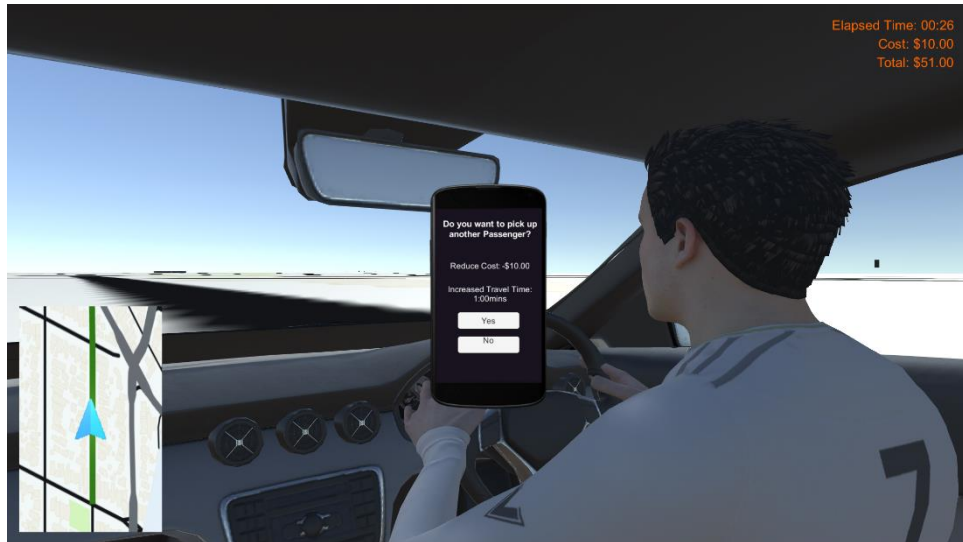 Elapsed Time: 00:26
Cost: $10.00
Total: $51.00
Do you want to pick up
another Passenger?
Reduce Cost: -$10.00
Increased Travel Time:
1:00mins
Yes
No
7